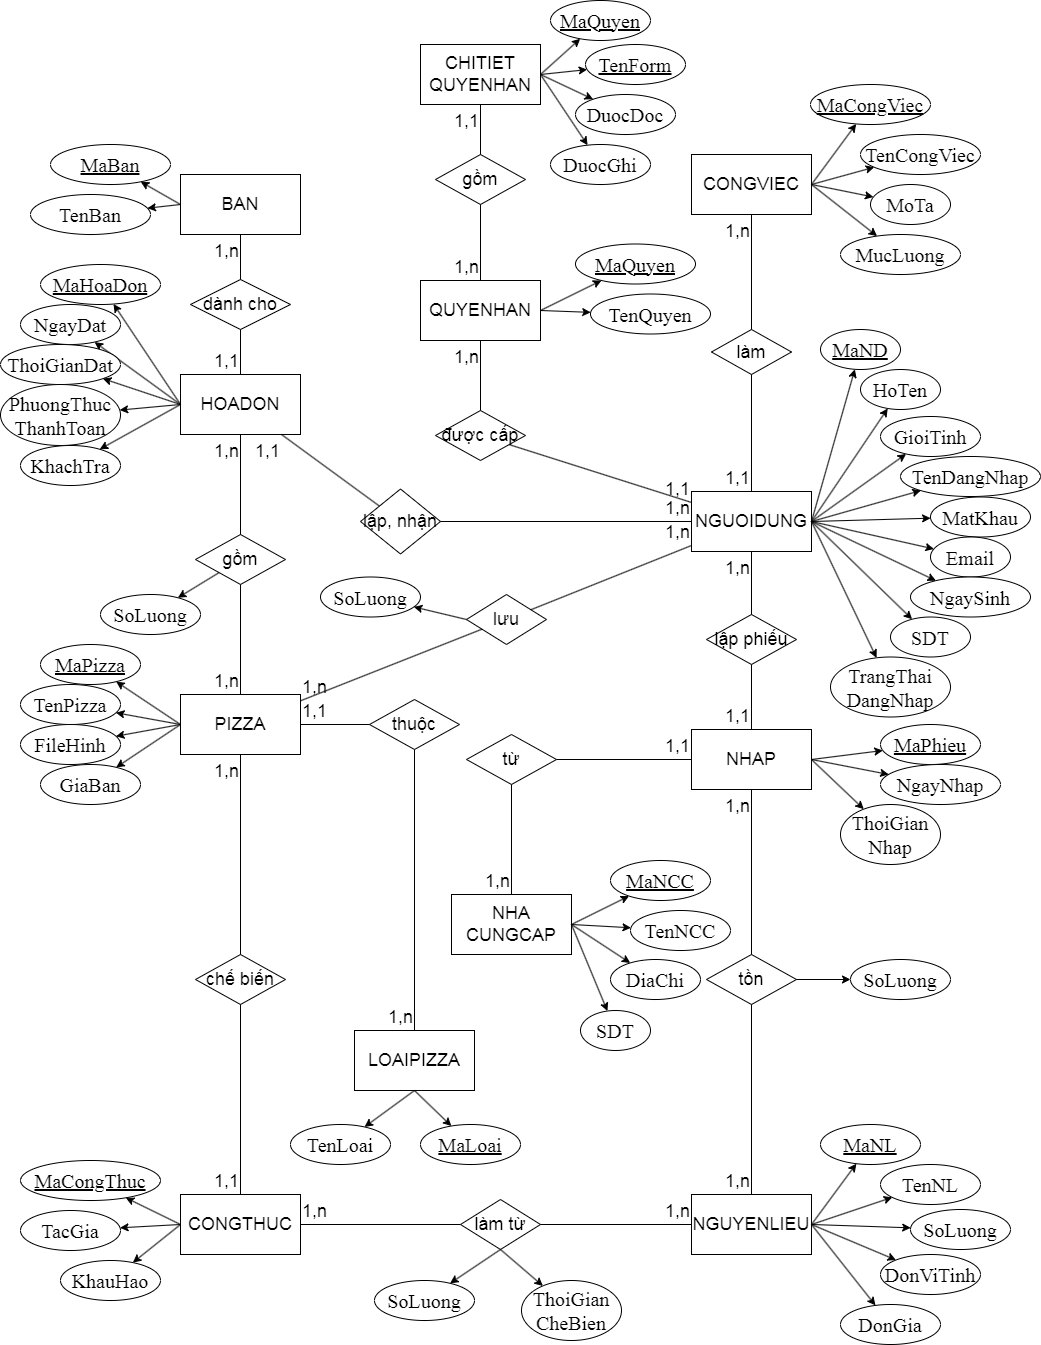 MaQuyen
CHITIET
QUYENHAN
TenForm
DuocDoc
DuocGhi
1,1
gồm
1,n
QUYENHAN
MaQuyen
TenQuyen
1,n
được cấp
1,1
MaCongViec
TenCongViec
CONGVIEC
MoTa
MucLuong
1,n
làm
1,1
MaBan
TenBan
BAN
1,n
dành cho
1,1
MaHoaDon
NgayDat
ThoiGianDat
PhuongThuc
ThanhToan
KhachTra
HOADON
1,n
1,1
lập, nhận
1,n
NGUOIDUNG
MaND
HoTen
GioiTinh
TenDangNhap
MatKhau
Email
NgaySinh
SDT
TrangThai
DangNhap
1,n
1,n
gồm
SoLuong
SoLuong
lưu
lập phiếu
1,n
1,n
1,1
MaPizza
TenPizza
FileHinh
GiaBan
PIZZA
1,1
thuộc
1,n
từ
1,1
NHAP
MaPhieu
NgayNhap
ThoiGian
Nhap
1,n
1,n
NHA
CUNGCAP
MaNCC
TenNCC
DiaChi
SDT
chế biến
tồn
SoLuong
1,n
LOAIPIZZA
TenLoai
MaLoai
1,1
1,n
MaCongThuc
TacGia
KhauHao
CONGTHUC
1,n
làm từ
1,n
NGUYENLIEU
SoLuong
ThoiGian
CheBien
MaNL
TenNL
SoLuong
DonViTinh
DonGia